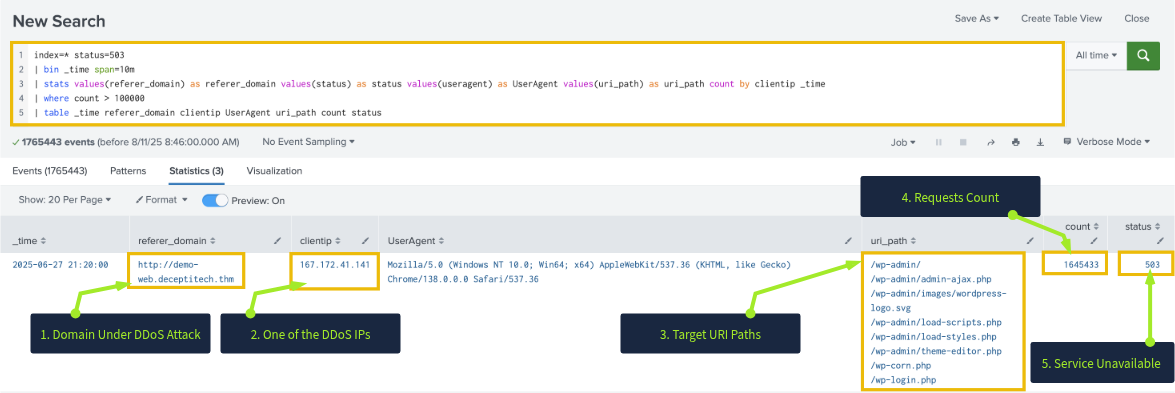 New Search
Save As ▾ Create Table View Close
1 index=* status=503
2 | bin _time span=10m
3 | stats values(referer_domain) as referer_domain values(status) as status values(useragent) as UserAgent values(uri_path) as uri_path count by clientip _time
4 | where count > 100000
5 | table _time referer_domain clientip UserAgent uri_path count status
All time ▾
✓ 1765443 events (before 8/11/25 8:46:00.000 AM) No Event Sampling ▾
Job ▾ Verbose Mode ▾
Events (1765443) Patterns Statistics (3) Visualization
Show: 20 Per Page ▾ Format ▾ Preview: On
4. Requests Count
_time referer_domain clientip UserAgent uri_path count status
2025-06-27 21:20:00
http://demo-
web.deceptitech.thm
167.172.41.141
Mozilla/5.0 (Windows NT 10.0; Win64; x64) AppleWebKit/537.36 (KHTML, like Gecko)
Chrome/138.0.0.0 Safari/537.36
/wp-admin/
/wp-admin/admin-ajax.php
/wp-admin/images/wordpress-
logo.svg
/wp-admin/load-scripts.php
/wp-admin/load-styles.php
/wp-admin/theme-editor.php
/wp-corn.php
/wp-login.php
1645433
503
1. Domain Under DDoS Attack
2. One of the DDoS IPs
3. Target URI Paths
5. Service Unavailable